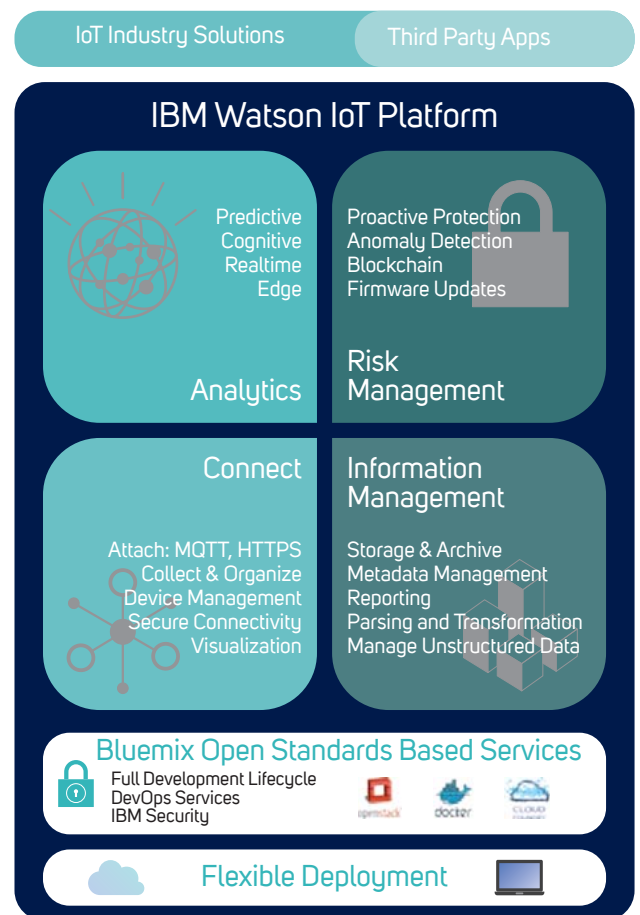 IoT Industry Solutions
Third Party Apps
IBM Watson IoT Platform
Predictive
Cognitive
Realtime
Edge
Analytics
Proactive Protection
Anomaly Detection
Blockchain
Firmware Updates
Risk
Management
Connect
Attach: MQTT, HTTPS
Collect & Organize
Device Management
Secure Connectivity
Visualization
Information
Management
Storage & Archive
Metadata Management
Reporting
Parsing and Transformation
Manage Unstructured Data
Bluemix Open Standards Based Services
Full Development Lifecycle
DevOps Services
IBM Security
openstack
docker
CLOUD
FOUNDRY
Flexible Deployment